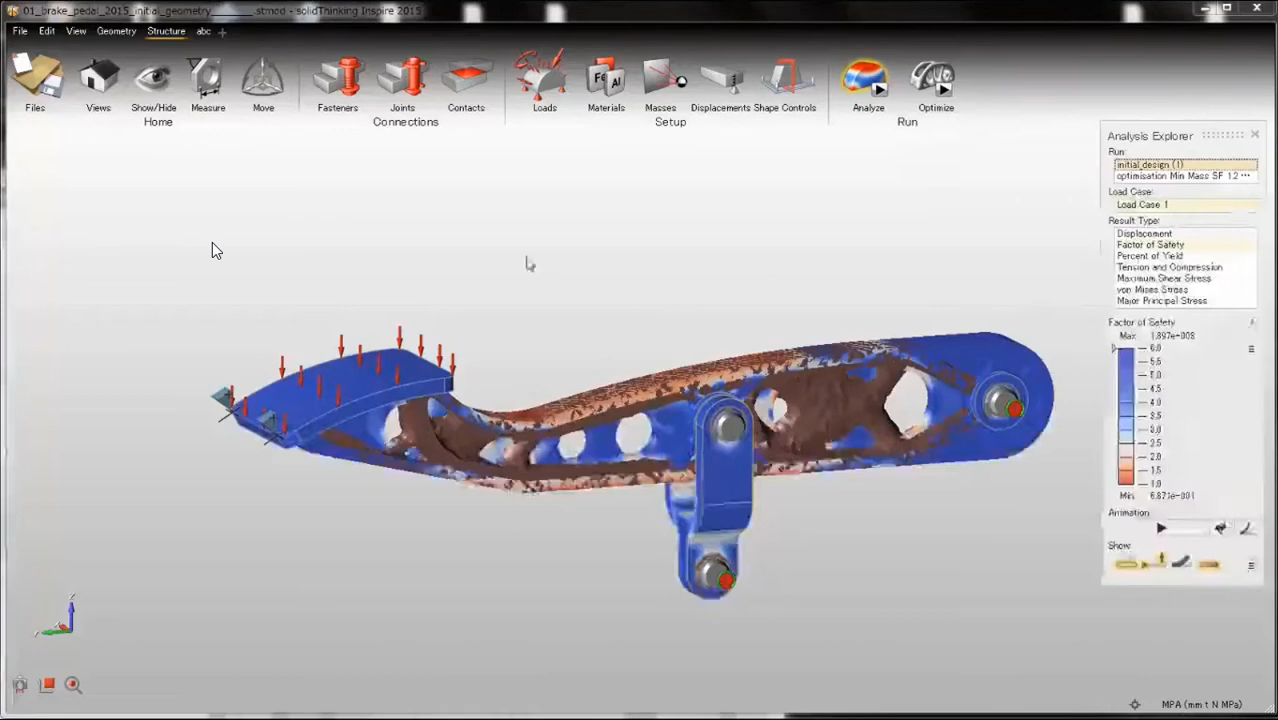 01_brake_pedal_2015_initial_geometry_______.stmod - solidThinking Inspire 2015
File Edit View Geometry Structure abc +
Files Views Show/Hide Measure Move Fasteners Joints Contacts Loads Materials Masses Displacements Shape Controls Analyze Optimize
Fe Al
Home Connections Setup Run
Analysis Explorer
Run:
initial_design (1)
optimisation Min Mass SF 1.2 ···
Load Case:
Load Case 1
Result Type:
Displacement
Factor of Safety
Percent of Yield
Tension and Compression
Maximum Shear Stress
von Mises Stress
Major Principal Stress
Factor of Safety
Max 1.897e+008
6.0
5.5
5.0
4.5
4.0
3.5
3.0
2.5
2.0
1.5
1.0
Min 6.871e-001
Animation
Show
MPA (mm t N MPa)